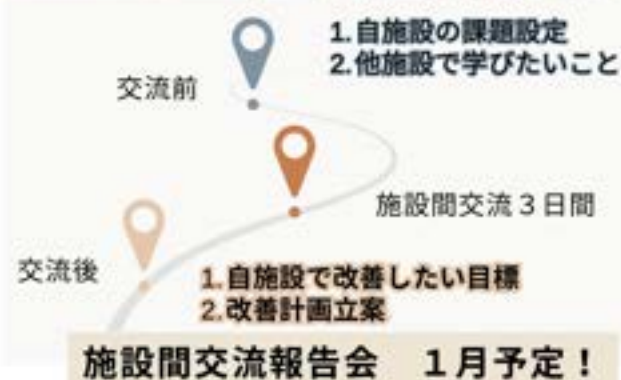 1.自施設の課題設定
2.他施設で学びたいこと
交流前
施設間交流３日間
交流後
1.自施設で改善したい目標
2.改善計画立案
施設間交流報告会　１月予定！